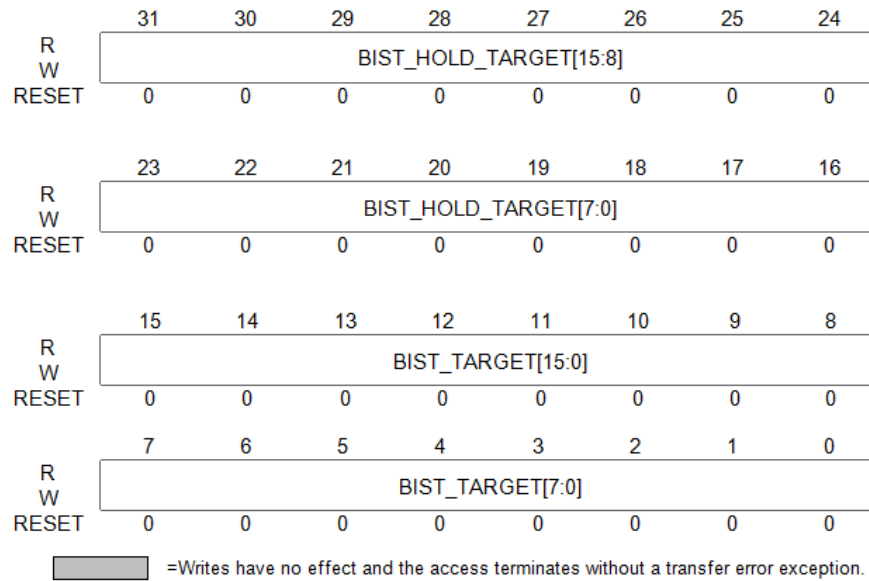 31 30 29 28 27 26 25 24
R
BIST_HOLD_TARGET[15:8]
W
RESET 0 0 0 0 0 0 0 0
23 22 21 20 19 18 17 16
R
BIST_HOLD_TARGET[7:0]
W
RESET 0 0 0 0 0 0 0 0
15 14 13 12 11 10 9 8
R
BIST_TARGET[15:0]
W
RESET 0 0 0 0 0 0 0 0
7 6 5 4 3 2 1 0
R
BIST_TARGET[7:0]
W
RESET 0 0 0 0 0 0 0 0
=Writes have no effect and the access terminates without a transfer error exception.